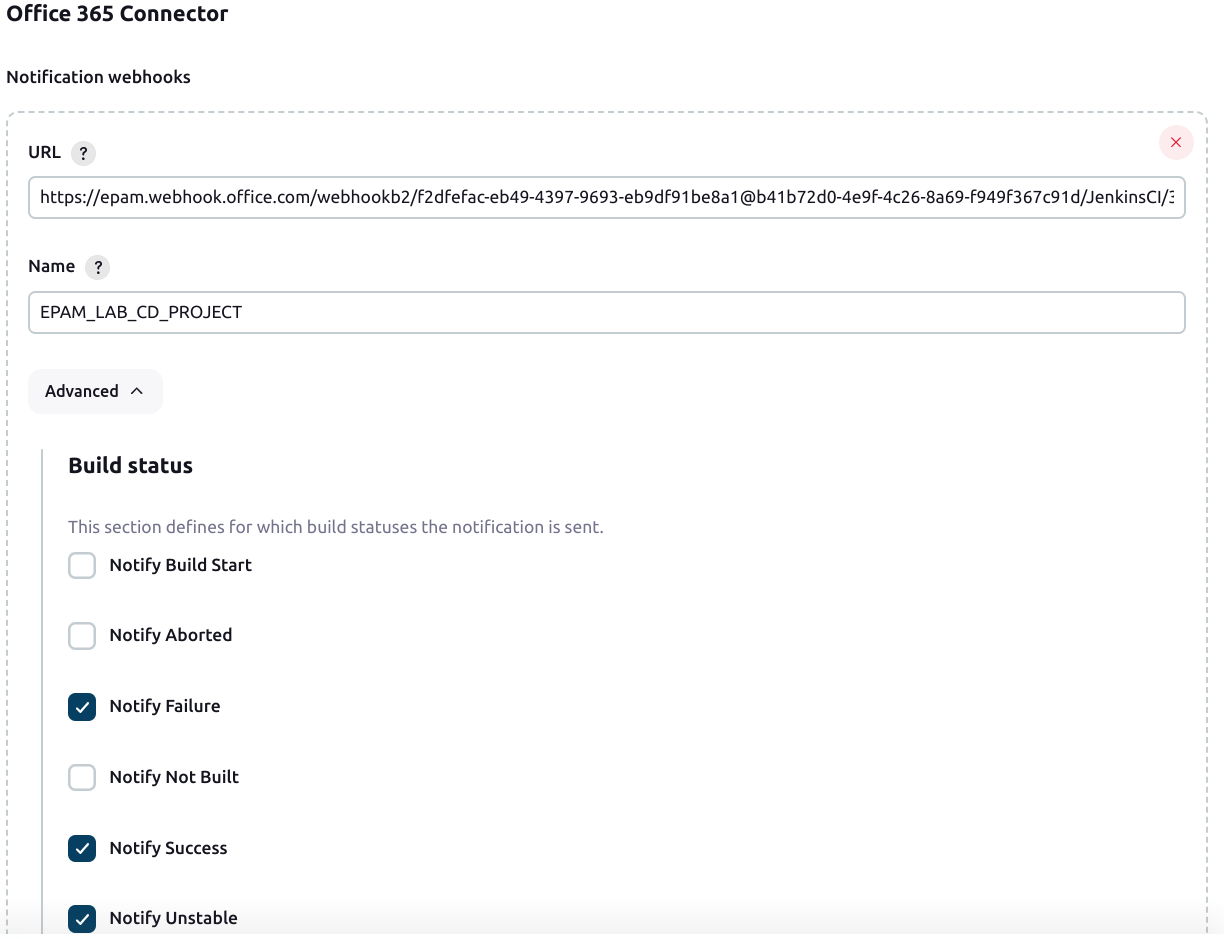 Office 365 Connector
Notification webhooks
URL ?
https://epam.webhook.office.com/webhookb2/f2dfefac-eb49-4397-9693-eb9df91be8a1@b41b72d0-4e9f-4c26-8a69-f949f367c91d/JenkinsCI/3
Name ?
EPAM_LAB_CD_PROJECT
Advanced
Build status
This section defines for which build statuses the notification is sent.
Notify Build Start
Notify Aborted
Notify Failure
Notify Not Built
Notify Success
Notify Unstable